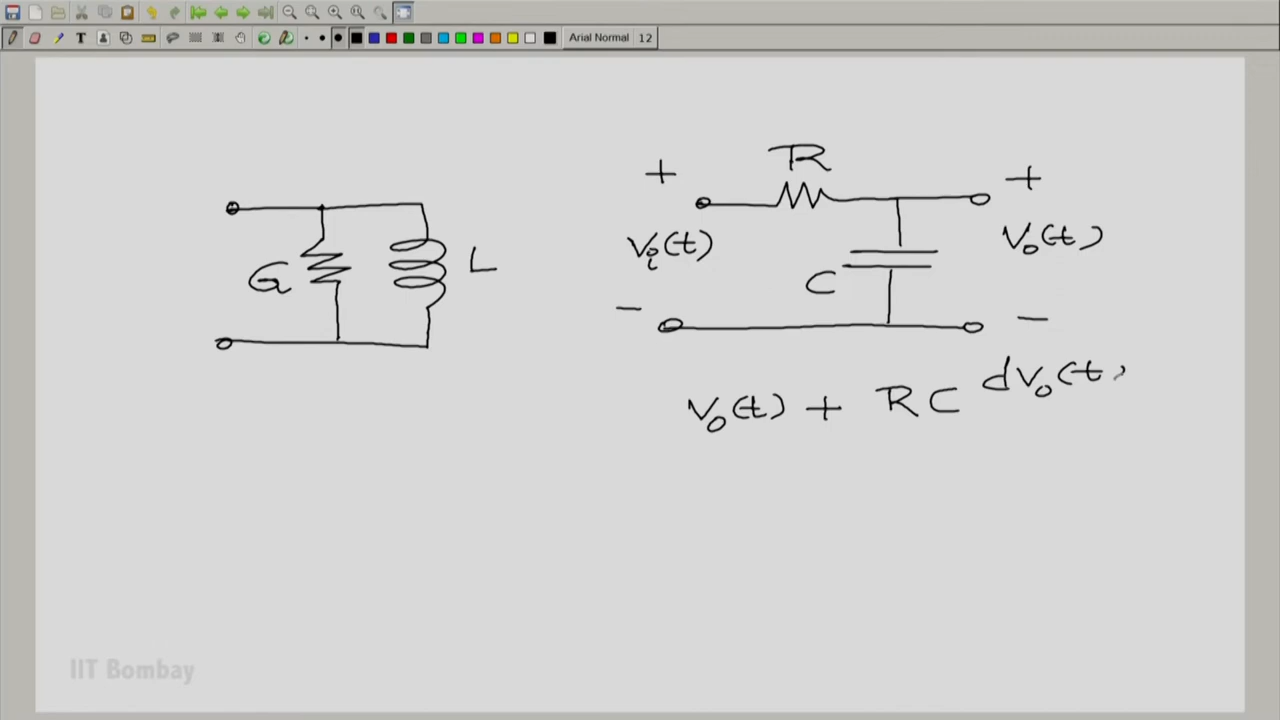 Arial Normal 12
R
+ +
G L vi(t) C vo(t)
− −
vo(t) + RC dvo(t)
IIT Bombay